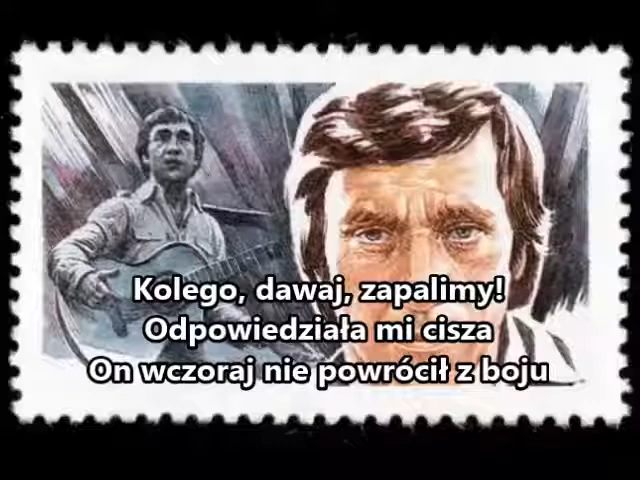 Kolego, dawaj, zapalimy!
Odpowiedziała mi cisza
On wczoraj nie powrócił z boju